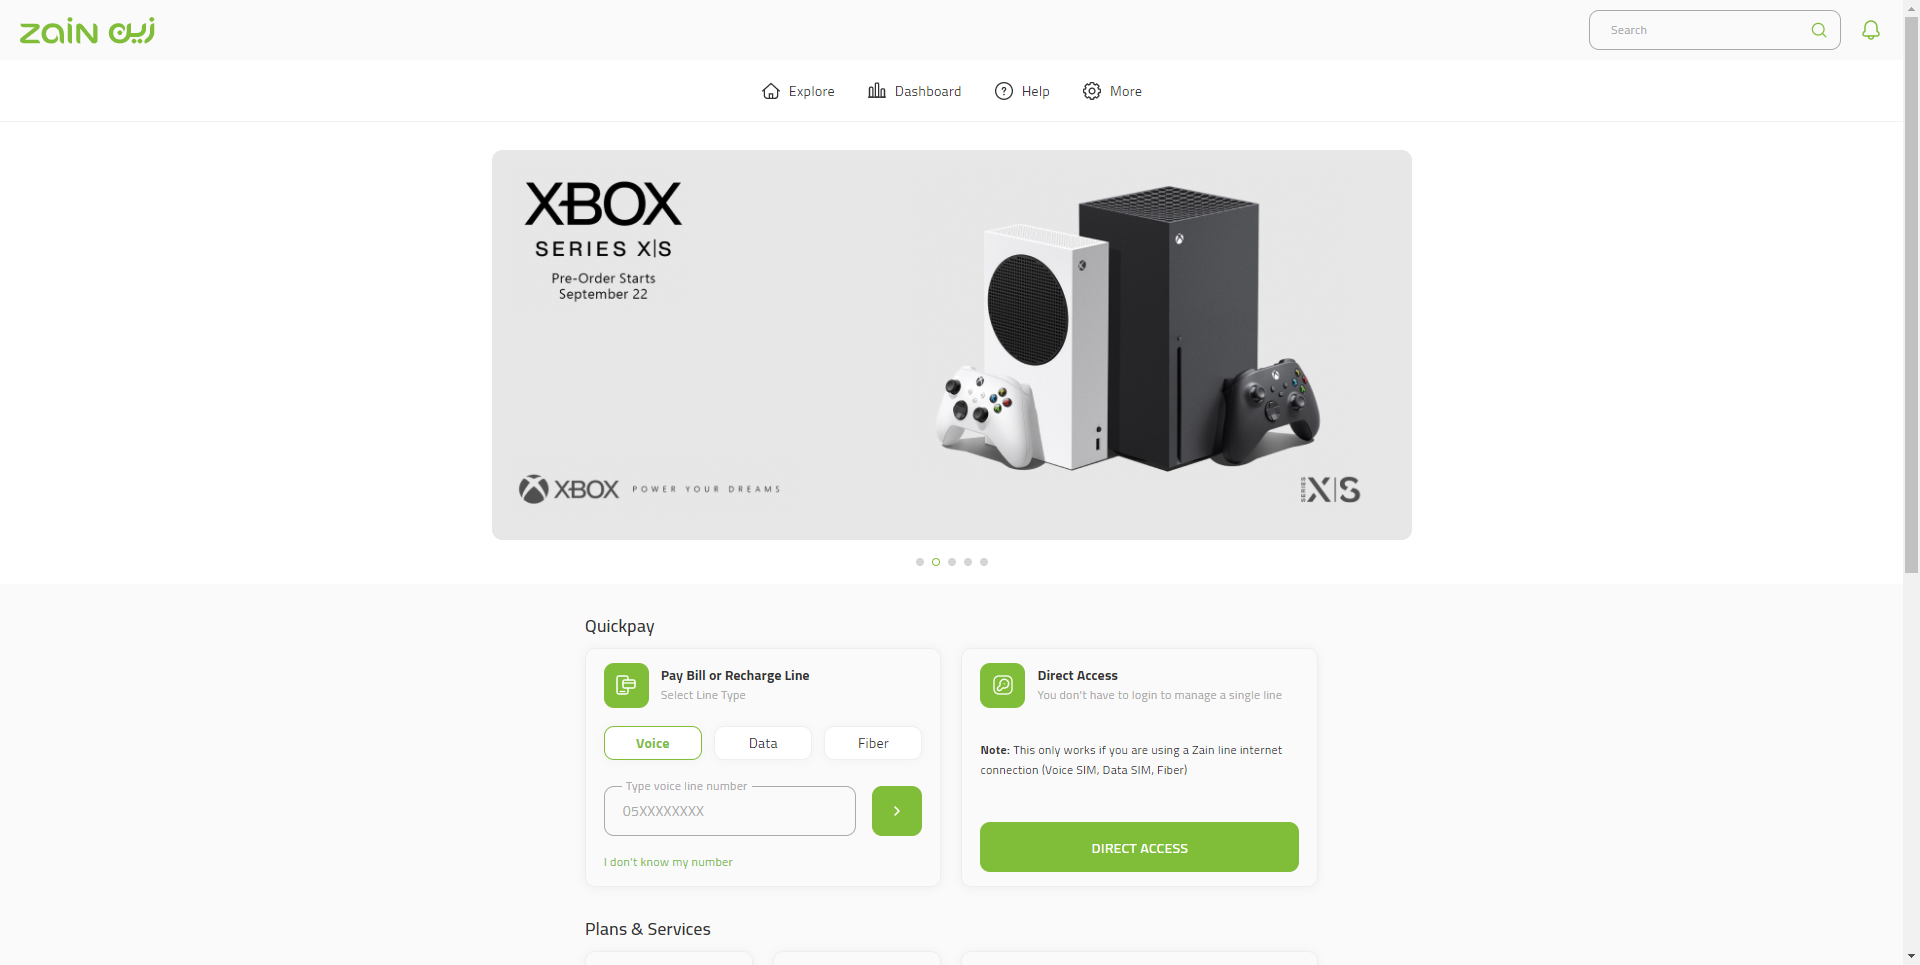 zain زين
Search
Explore
Dashboard
Help
More
XBOX
SERIES X|S
Pre-Order Starts
September 22
XBOX POWER YOUR DREAMS
SERIES X|S
Quickpay
Pay Bill or Recharge Line
Select Line Type
Voice
Data
Fiber
Type voice line number
05XXXXXXXX
I don't know my number
Direct Access
You don't have to login to manage a single line
Note: This only works if you are using a Zain line internet
connection (Voice SIM, Data SIM, Fiber)
DIRECT ACCESS
Plans & Services